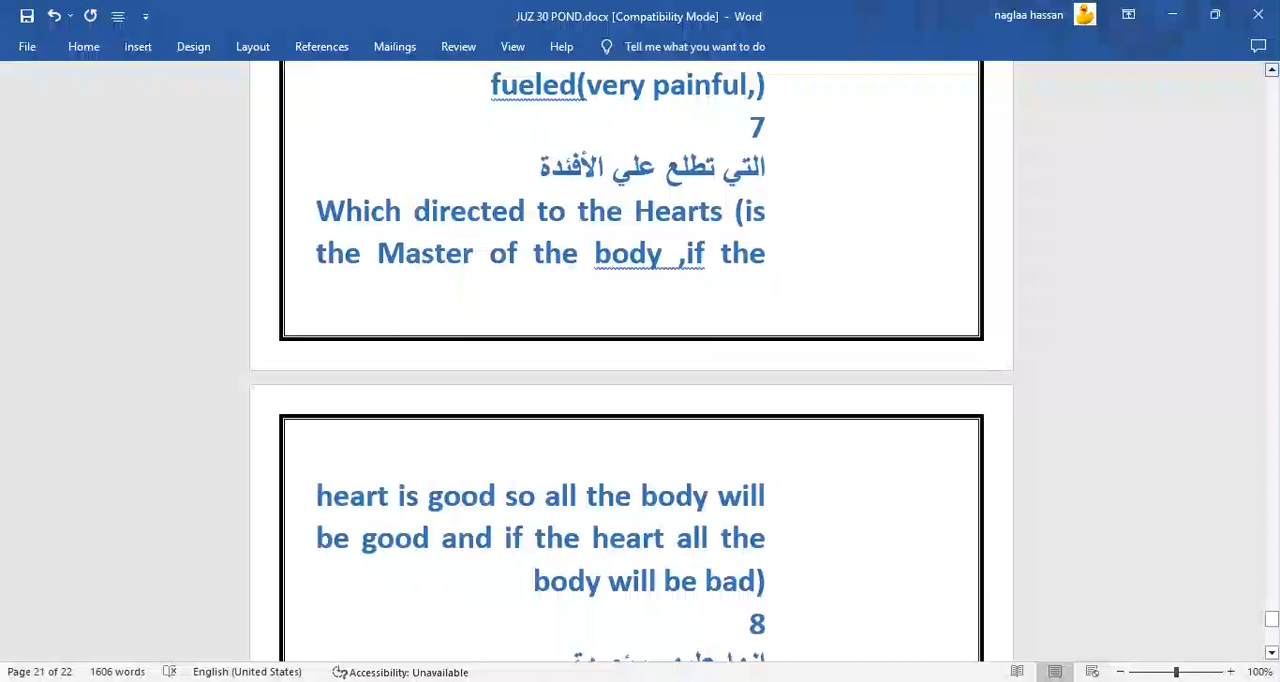 JUZ 30 POND.docx [Compatibility Mode] - Word
naglaa hassan
File Home Insert Design Layout References Mailings Review View Help Tell me what you want to do
fueled(very painful,)
7
التي تطلع علي الأفئدة
Which directed to the Hearts (is
the Master of the body ,if the
heart is good so all the body will
be good and if the heart all the
body will be bad)
8
Page 21 of 22 1606 words English (United States) Accessibility: Unavailable 100%